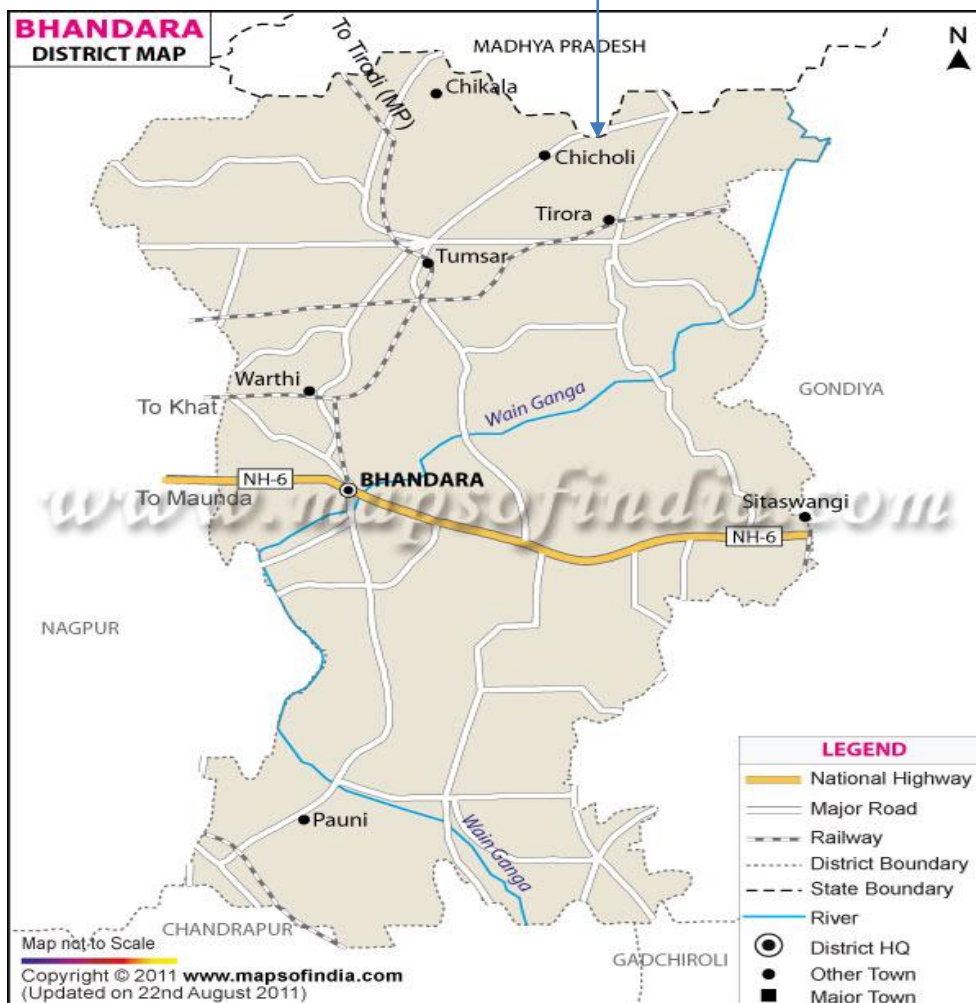 BHANDARA
DISTRICT MAP
N
MADHYA PRADESH
To Tirodi (MP)
Chikala
Chicholi
Tirora
Tumsar
Warthi
To Khat
Wain Ganga
GONDIYA
NH-6
BHANDARA
To Maunda
www.mapsofindia.com
Sitaswangi
NH-6
NAGPUR
Pauni
Wain Ganga
CHANDRAPUR
GADCHIROLI
LEGEND
National Highway
Major Road
Railway
District Boundary
State Boundary
River
District HQ
Other Town
Major Town
Map not to Scale
Copyright © 2011 www.mapsofindia.com
(Updated on 22nd August 2011)